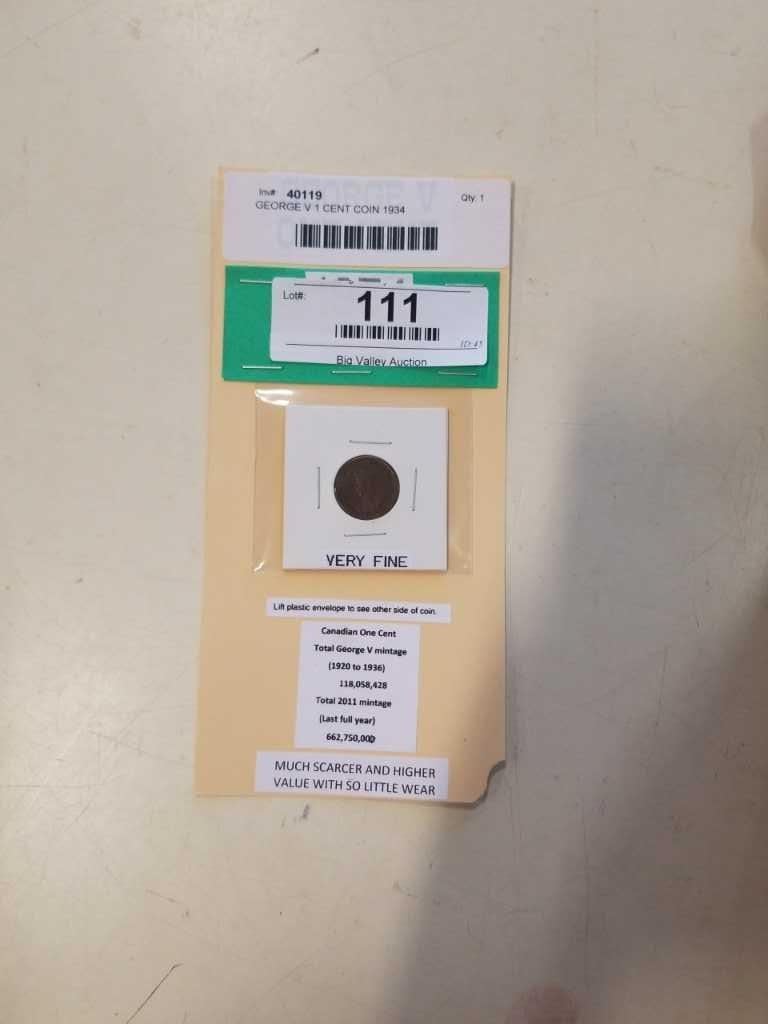 Inv#: 40119 Qty: 1
GEORGE V 1 CENT COIN 1934
Lot#: 111
ID: 45
Big Valley Auction
VERY FINE
Lift plastic envelope to see other side of coin.
Canadian One Cent
Total George V mintage
(1920 to 1936)
118,058,428
Total 2011 mintage
(Last full year)
662,750,000
MUCH SCARCER AND HIGHER
VALUE WITH SO LITTLE WEAR